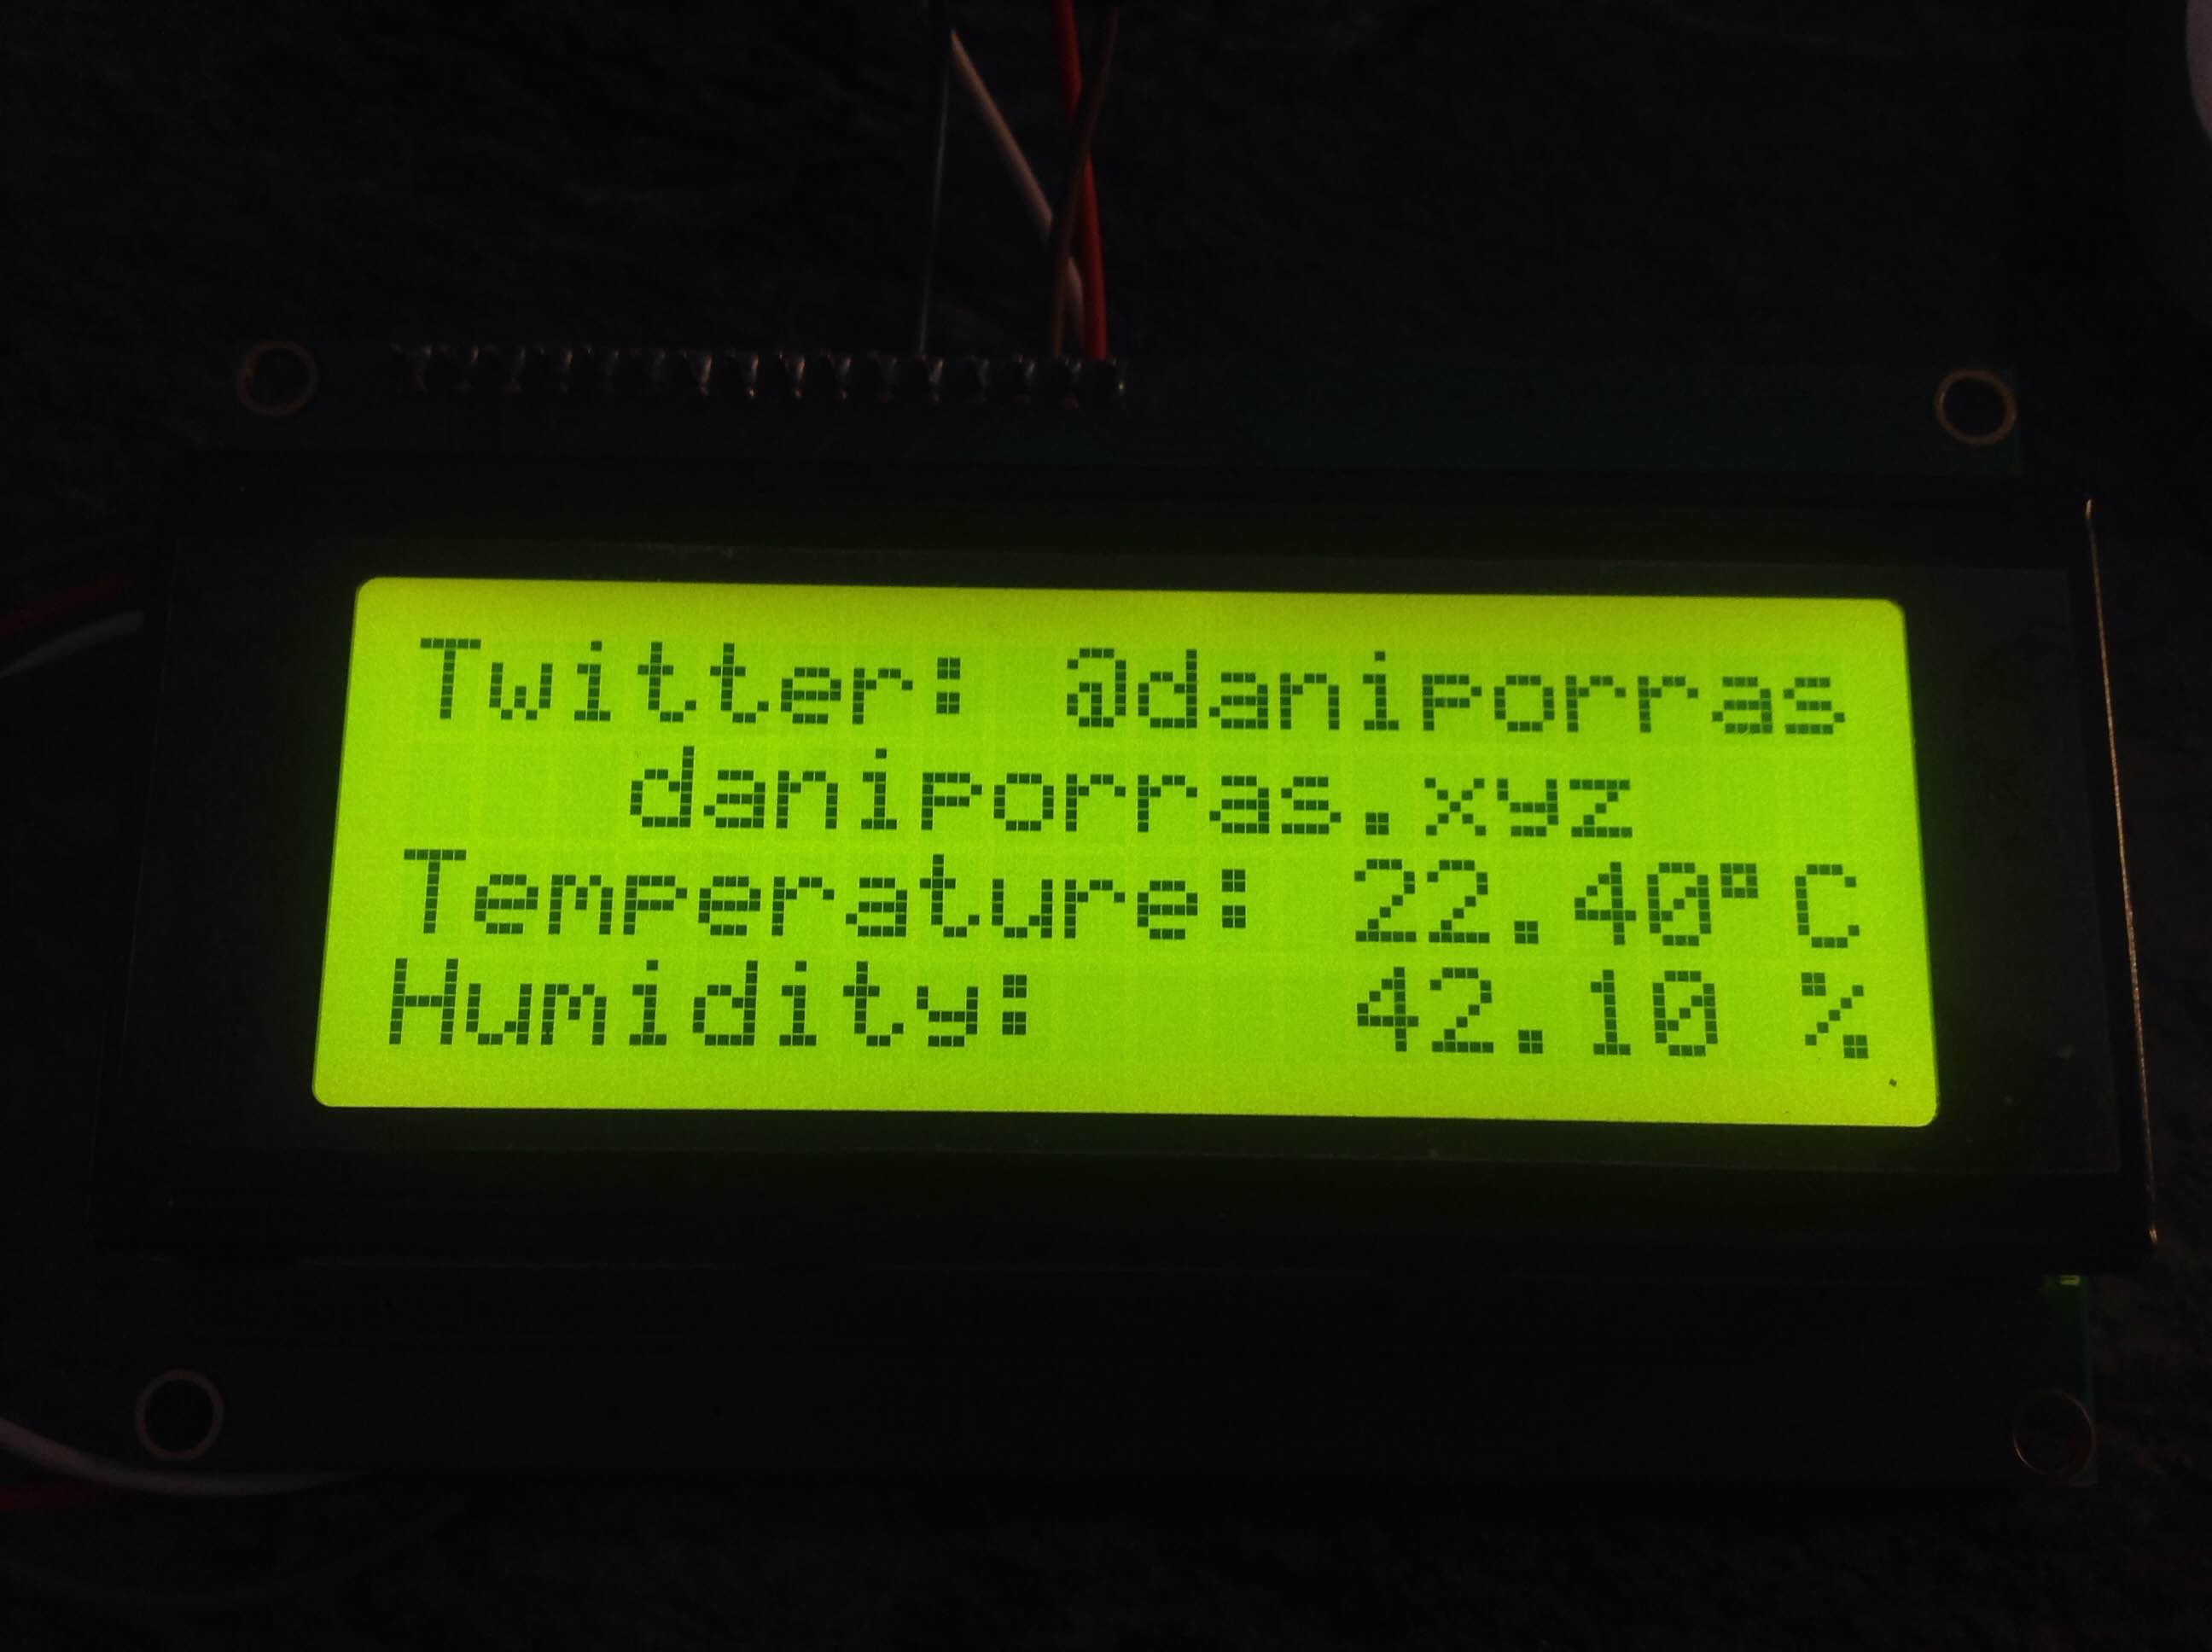 Twitter: @daniporras
daniporras.xyz
Temperature: 22.40°C
Humidity: 42.10 %